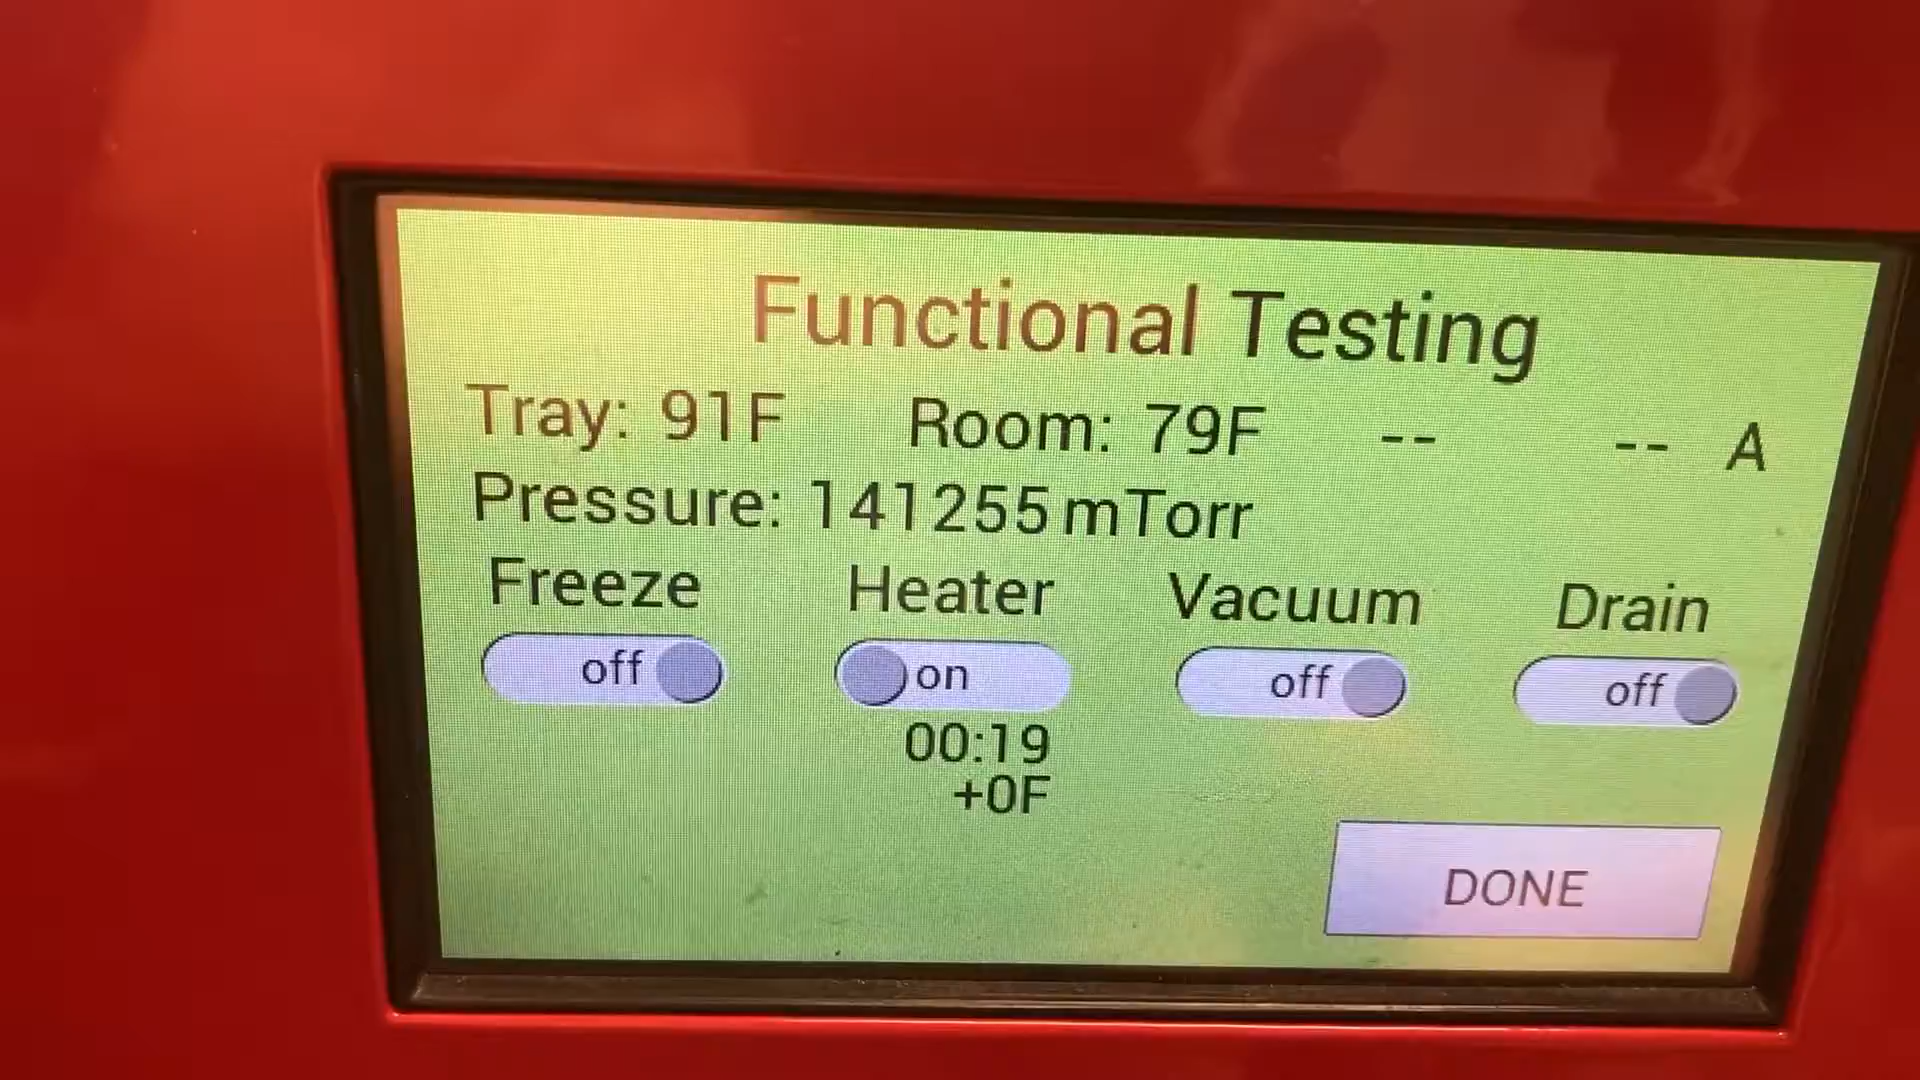 Functional Testing
Tray: 91F Room: 79F -- -- A
Pressure: 141255 mTorr
Freeze Heater Vacuum Drain
off on off off
00:19
+0F
DONE